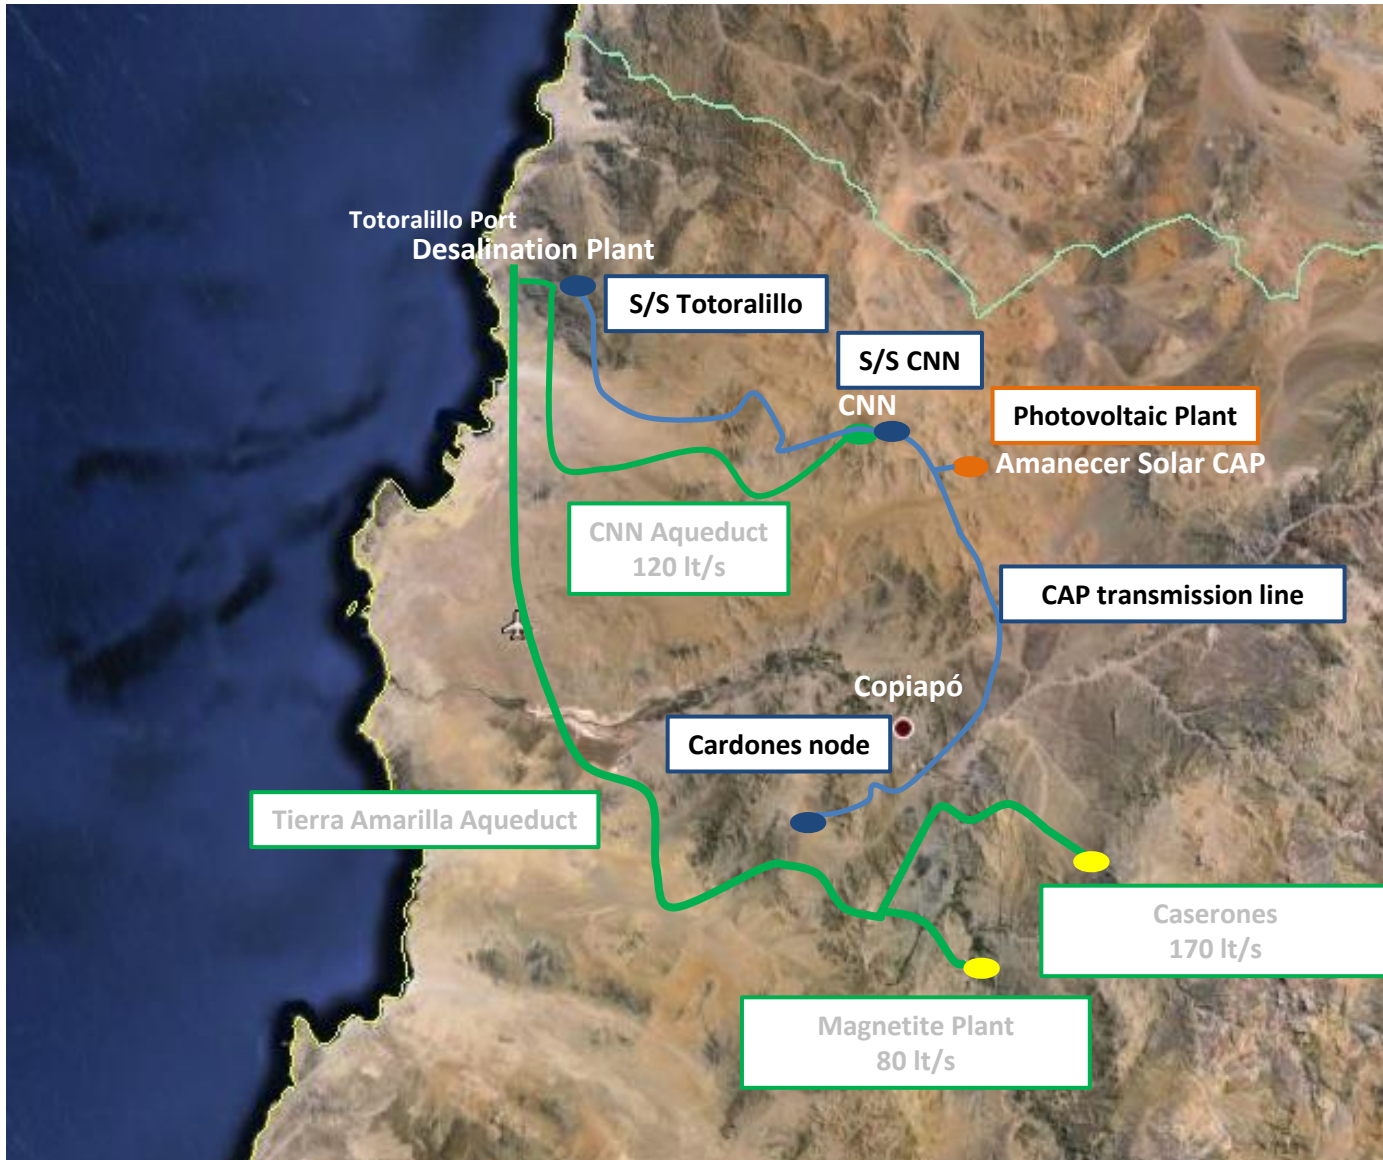 Totoralillo Port
Desalination Plant
S/S Totoralillo
S/S CNN
CNN
Photovoltaic Plant
Amanecer Solar CAP
CNN Aqueduct
120 lt/s
CAP transmission line
Copiapó
Cardones node
Tierra Amarilla Aqueduct
Caserones
170 lt/s
Magnetite Plant
80 lt/s